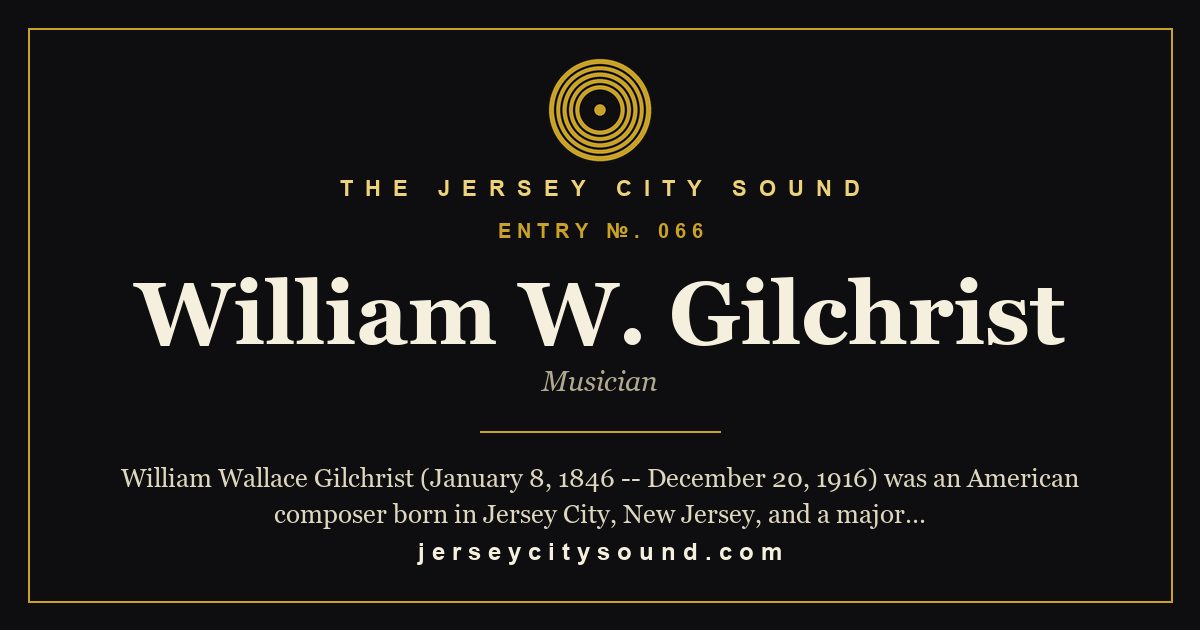 THE JERSEY CITY SOUND
ENTRY №. 066
William W. Gilchrist
Musician
William Wallace Gilchrist (January 8, 1846 -- December 20, 1916) was an American
composer born in Jersey City, New Jersey, and a major...
jerseycitysound.com